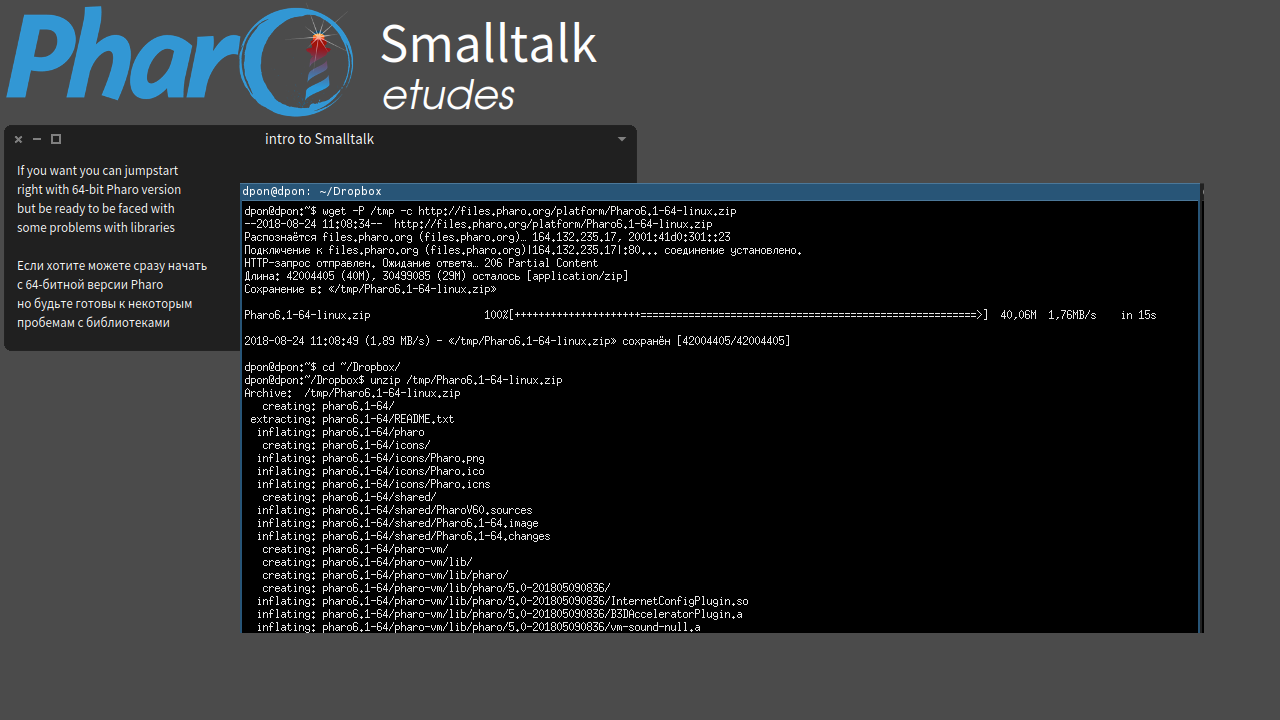 Pharo
Smalltalk
etudes
intro to Smalltalk
If you want you can jumpstart
right with 64-bit Pharo version
but be ready to be faced with
some problems with libraries
Если хотите можете сразу начать
с 64-битной версии Pharo
но будьте готовы к некоторым
пробемам с библиотеками
dpon@dpon: ~/Dropbox
dpon@dpon:~$ wget -P /tmp -c http://files.pharo.org/platform/Pharo6.1-64-linux.zip
--2018-08-24 11:08:34--  http://files.pharo.org/platform/Pharo6.1-64-linux.zip
Распознаётся files.pharo.org (files.pharo.org)… 164.132.235.17, 2001:41d0:301::23
Подключение к files.pharo.org (files.pharo.org)|164.132.235.17|:80... соединение установлено.
HTTP-запрос отправлен. Ожидание ответа… 206 Partial Content
Длина: 42004405 (40M), 30499085 (29M) осталось [application/zip]
Сохранение в: «/tmp/Pharo6.1-64-linux.zip»
Pharo6.1-64-linux.zip 100%[+++++++++++++++++++++========================================================>] 40,06M 1,76MB/s in 15s
2018-08-24 11:08:49 (1,89 MB/s) - «/tmp/Pharo6.1-64-linux.zip» сохранён [42004405/42004405]
dpon@dpon:~$ cd ~/Dropbox/
dpon@dpon:~/Dropbox$ unzip /tmp/Pharo6.1-64-linux.zip
Archive:  /tmp/Pharo6.1-64-linux.zip
creating: pharo6.1-64/
extracting: pharo6.1-64/README.txt
inflating: pharo6.1-64/pharo
creating: pharo6.1-64/icons/
inflating: pharo6.1-64/icons/Pharo.png
inflating: pharo6.1-64/icons/Pharo.ico
inflating: pharo6.1-64/icons/Pharo.icns
creating: pharo6.1-64/shared/
inflating: pharo6.1-64/shared/PharoV60.sources
inflating: pharo6.1-64/shared/Pharo6.1-64.image
inflating: pharo6.1-64/shared/Pharo6.1-64.changes
creating: pharo6.1-64/pharo-vm/
creating: pharo6.1-64/pharo-vm/lib/
creating: pharo6.1-64/pharo-vm/lib/pharo/
creating: pharo6.1-64/pharo-vm/lib/pharo/5.0-201805090836/
inflating: pharo6.1-64/pharo-vm/lib/pharo/5.0-201805090836/InternetConfigPlugin.so
inflating: pharo6.1-64/pharo-vm/lib/pharo/5.0-201805090836/B3DAcceleratorPlugin.a
inflating: pharo6.1-64/pharo-vm/lib/pharo/5.0-201805090836/vm-sound-null.a